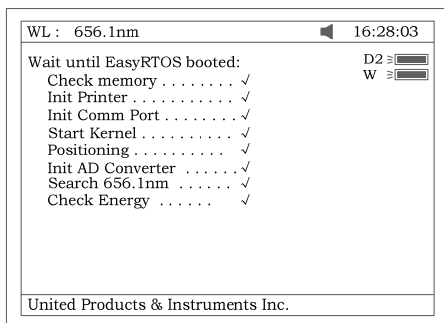 WL : 656.1nm 16:28:03
Wait until EasyRTOS booted:
D2
Check memory . . . . . . . . √
W
Init Printer . . . . . . . . . . . √
Init Comm Port . . . . . . . . √
Start Kernel . . . . . . . . . . √
Positioning . . . . . . . . . . √
Init AD Converter . . . . . . √
Search 656.1nm . . . . . . √
Check Energy . . . . . . √
United Products & Instruments Inc.